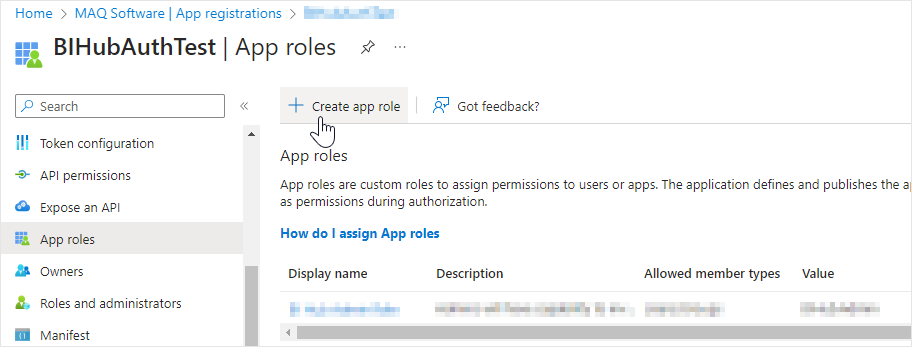 Home > MAQ Software | App registrations >
BIHubAuthTest | App roles
Search
Create app role
Got feedback?
Token configuration
API permissions
Expose an API
App roles
Owners
Roles and administrators
Manifest
App roles
App roles are custom roles to assign permissions to users or apps. The application defines and publishes the
as permissions during authorization.
How do I assign App roles
Display name Description Allowed member types Value